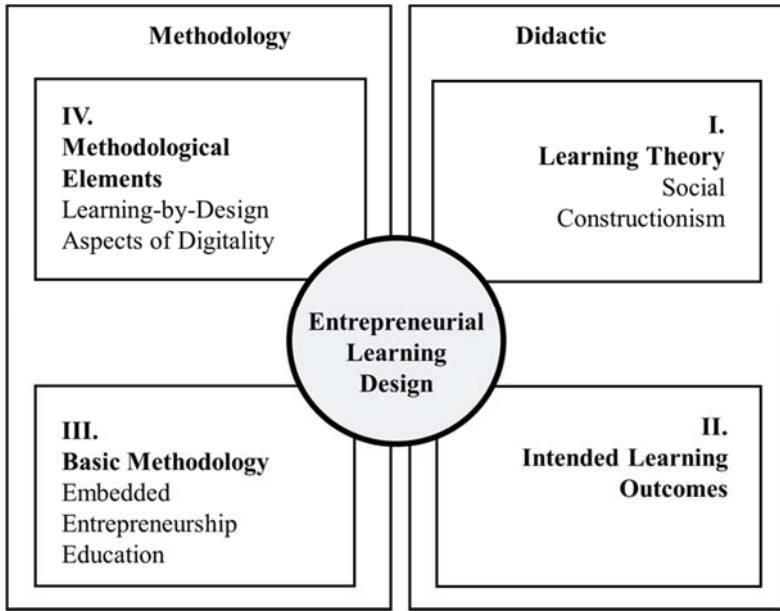 Methodology
IV.
Methodological
Elements
Learning-by-Design
Aspects of Digitality
Didactic
I.
Learning Theory
Social
Constructionism
Entrepreneurial
Learning
Design
III.
Basic Methodology
Embedded
Entrepreneurship
Education
II.
Intended Learning
Outcomes